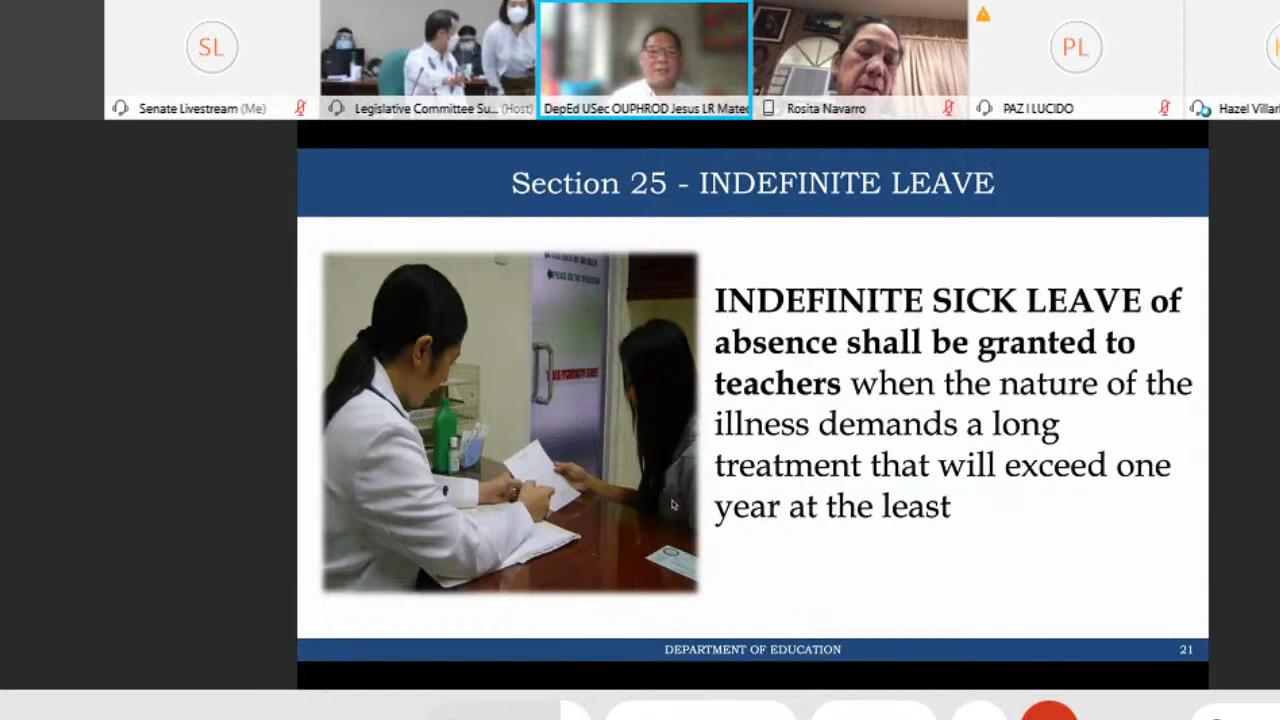 SL
PL
Senate Livestream (Me)
Legislative Committee Su... (Host)
DepEd USec OUPHROD Jesus LR Mateo
Rosita Navarro
PAZ I LUCIDO
Hazel Villar
Section 25 - INDEFINITE LEAVE
INDEFINITE SICK LEAVE of
absence shall be granted to
teachers when the nature of the
illness demands a long
treatment that will exceed one
year at the least
DEPARTMENT OF EDUCATION
21